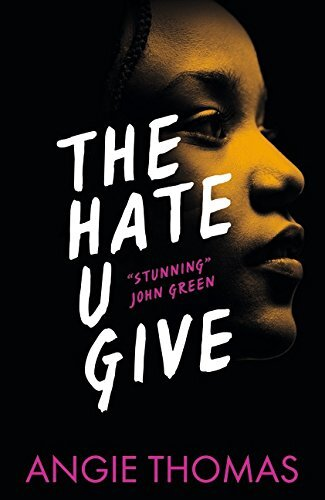 THE
HATE
U
"STUNNING"
JOHN GREEN
GIVE
ANGIE THOMAS